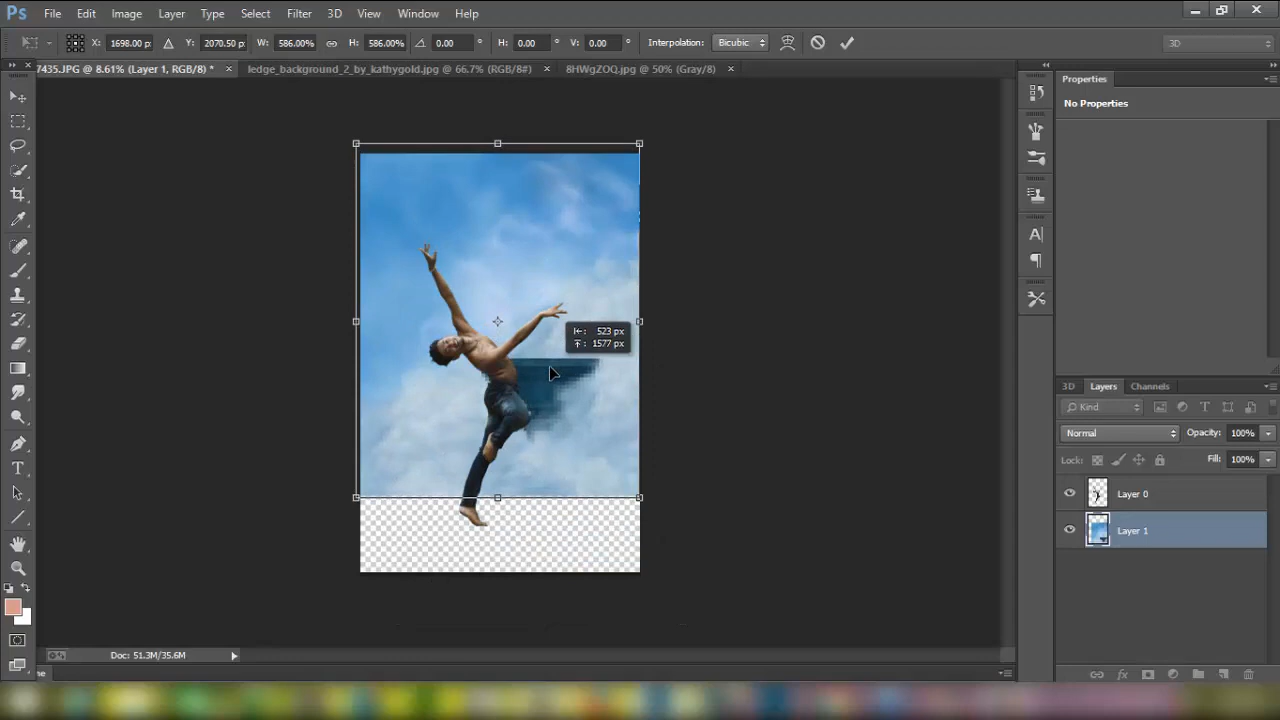 Ps File Edit Image Layer Type Select Filter 3D View Window Help
X: 1698.00 px Y: 2070.50 px W: 586.00% H: 586.00% 0.00 ° H: 0.00 ° V: 0.00 ° Interpolation: Bicubic 3D
7435.JPG @ 8.61% (Layer 1, RGB/8) * × ledge_background_2_by_kathygold.jpg @ 66.7% (RGB/8#) × 8HWgZOQ.jpg @ 50% (Gray/8) ×
Properties
No Properties
523 px
1577 px
3D Layers Channels
Kind
Normal Opacity: 100%
Lock: Fill: 100%
Layer 0
Layer 1
Doc: 51.3M/35.6M
ne